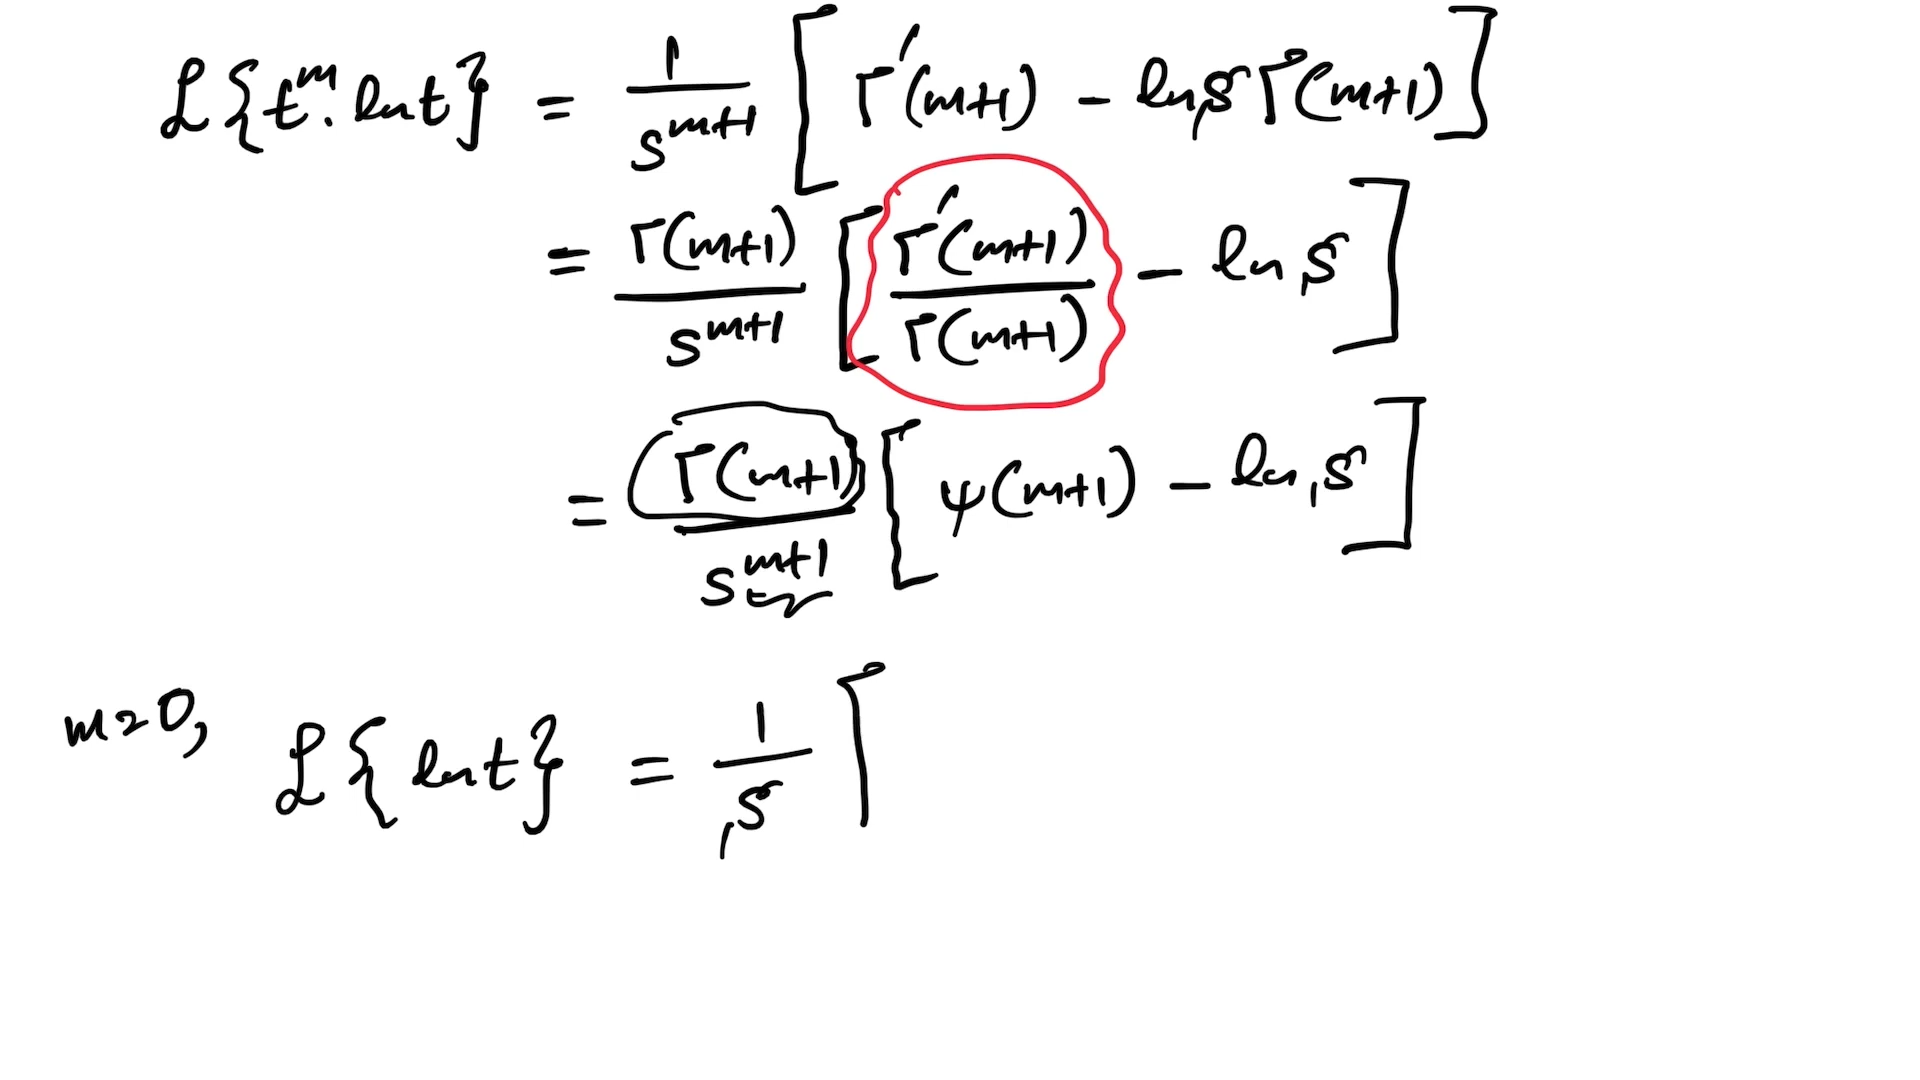 ℒ{t^m · ln t} = 1/s^(m+1) [Γ′(m+1) − ln s Γ(m+1)]
= Γ(m+1)/s^(m+1) [Γ′(m+1)/Γ(m+1) − ln s]
= Γ(m+1)/s^(m+1) [ψ(m+1) − ln s]
m=0, ℒ{ln t} = 1/s [